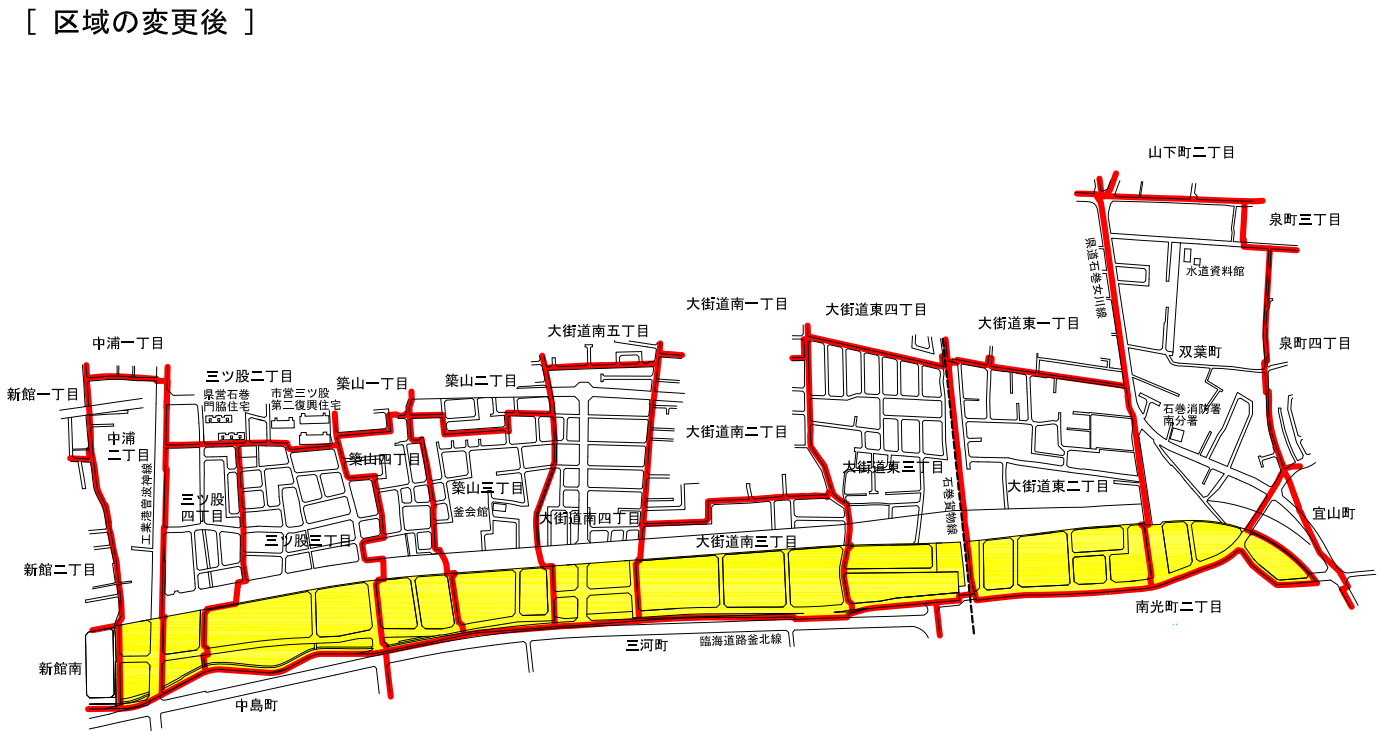 [ 区域の変更後 ]
山下町二丁目
泉町三丁目
県道石巻女川線
水道資料館
大街道南一丁目
大街道東四丁目
大街道東一丁目
大街道南五丁目
中浦一丁目
双葉町
泉町四丁目
三ツ股二丁目
築山一丁目
築山二丁目
新館一丁目
県営石巻
門脇住宅
市営三ツ股
第二復興住宅
石巻消防署
南分署
大街道南二丁目
中浦
二丁目
築山四丁目
大街道東三丁目
工業港曽波神線
築山三丁目
大街道東二丁目
石巻貨物線
三ツ股
四丁目
釜会館
大街道南四丁目
宜山町
三ツ股三丁目
大街道南三丁目
新館二丁目
南光町二丁目
三河町
臨海道路釜北線
新館南
中島町